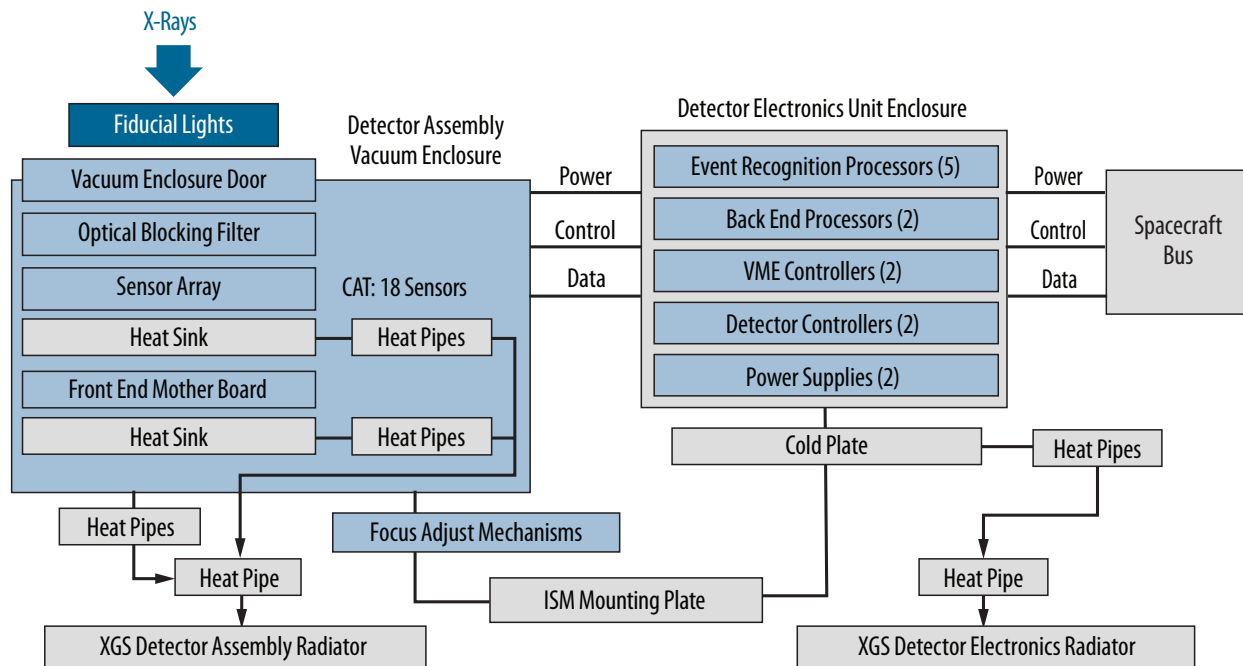 X-Rays
Fiducial Lights
Detector Assembly
Vacuum Enclosure
Detector Electronics Unit Enclosure
Vacuum Enclosure Door
Optical Blocking Filter
Sensor Array
CAT: 18 Sensors
Heat Sink
Heat Pipes
Front End Mother Board
Heat Sink
Heat Pipes
Power
Control
Data
Event Recognition Processors (5)
Back End Processors (2)
VME Controllers (2)
Detector Controllers (2)
Power Supplies (2)
Power
Control
Data
Spacecraft
Bus
Cold Plate
Heat Pipes
Heat Pipes
Focus Adjust Mechanisms
Heat Pipe
ISM Mounting Plate
Heat Pipe
XGS Detector Assembly Radiator
XGS Detector Electronics Radiator